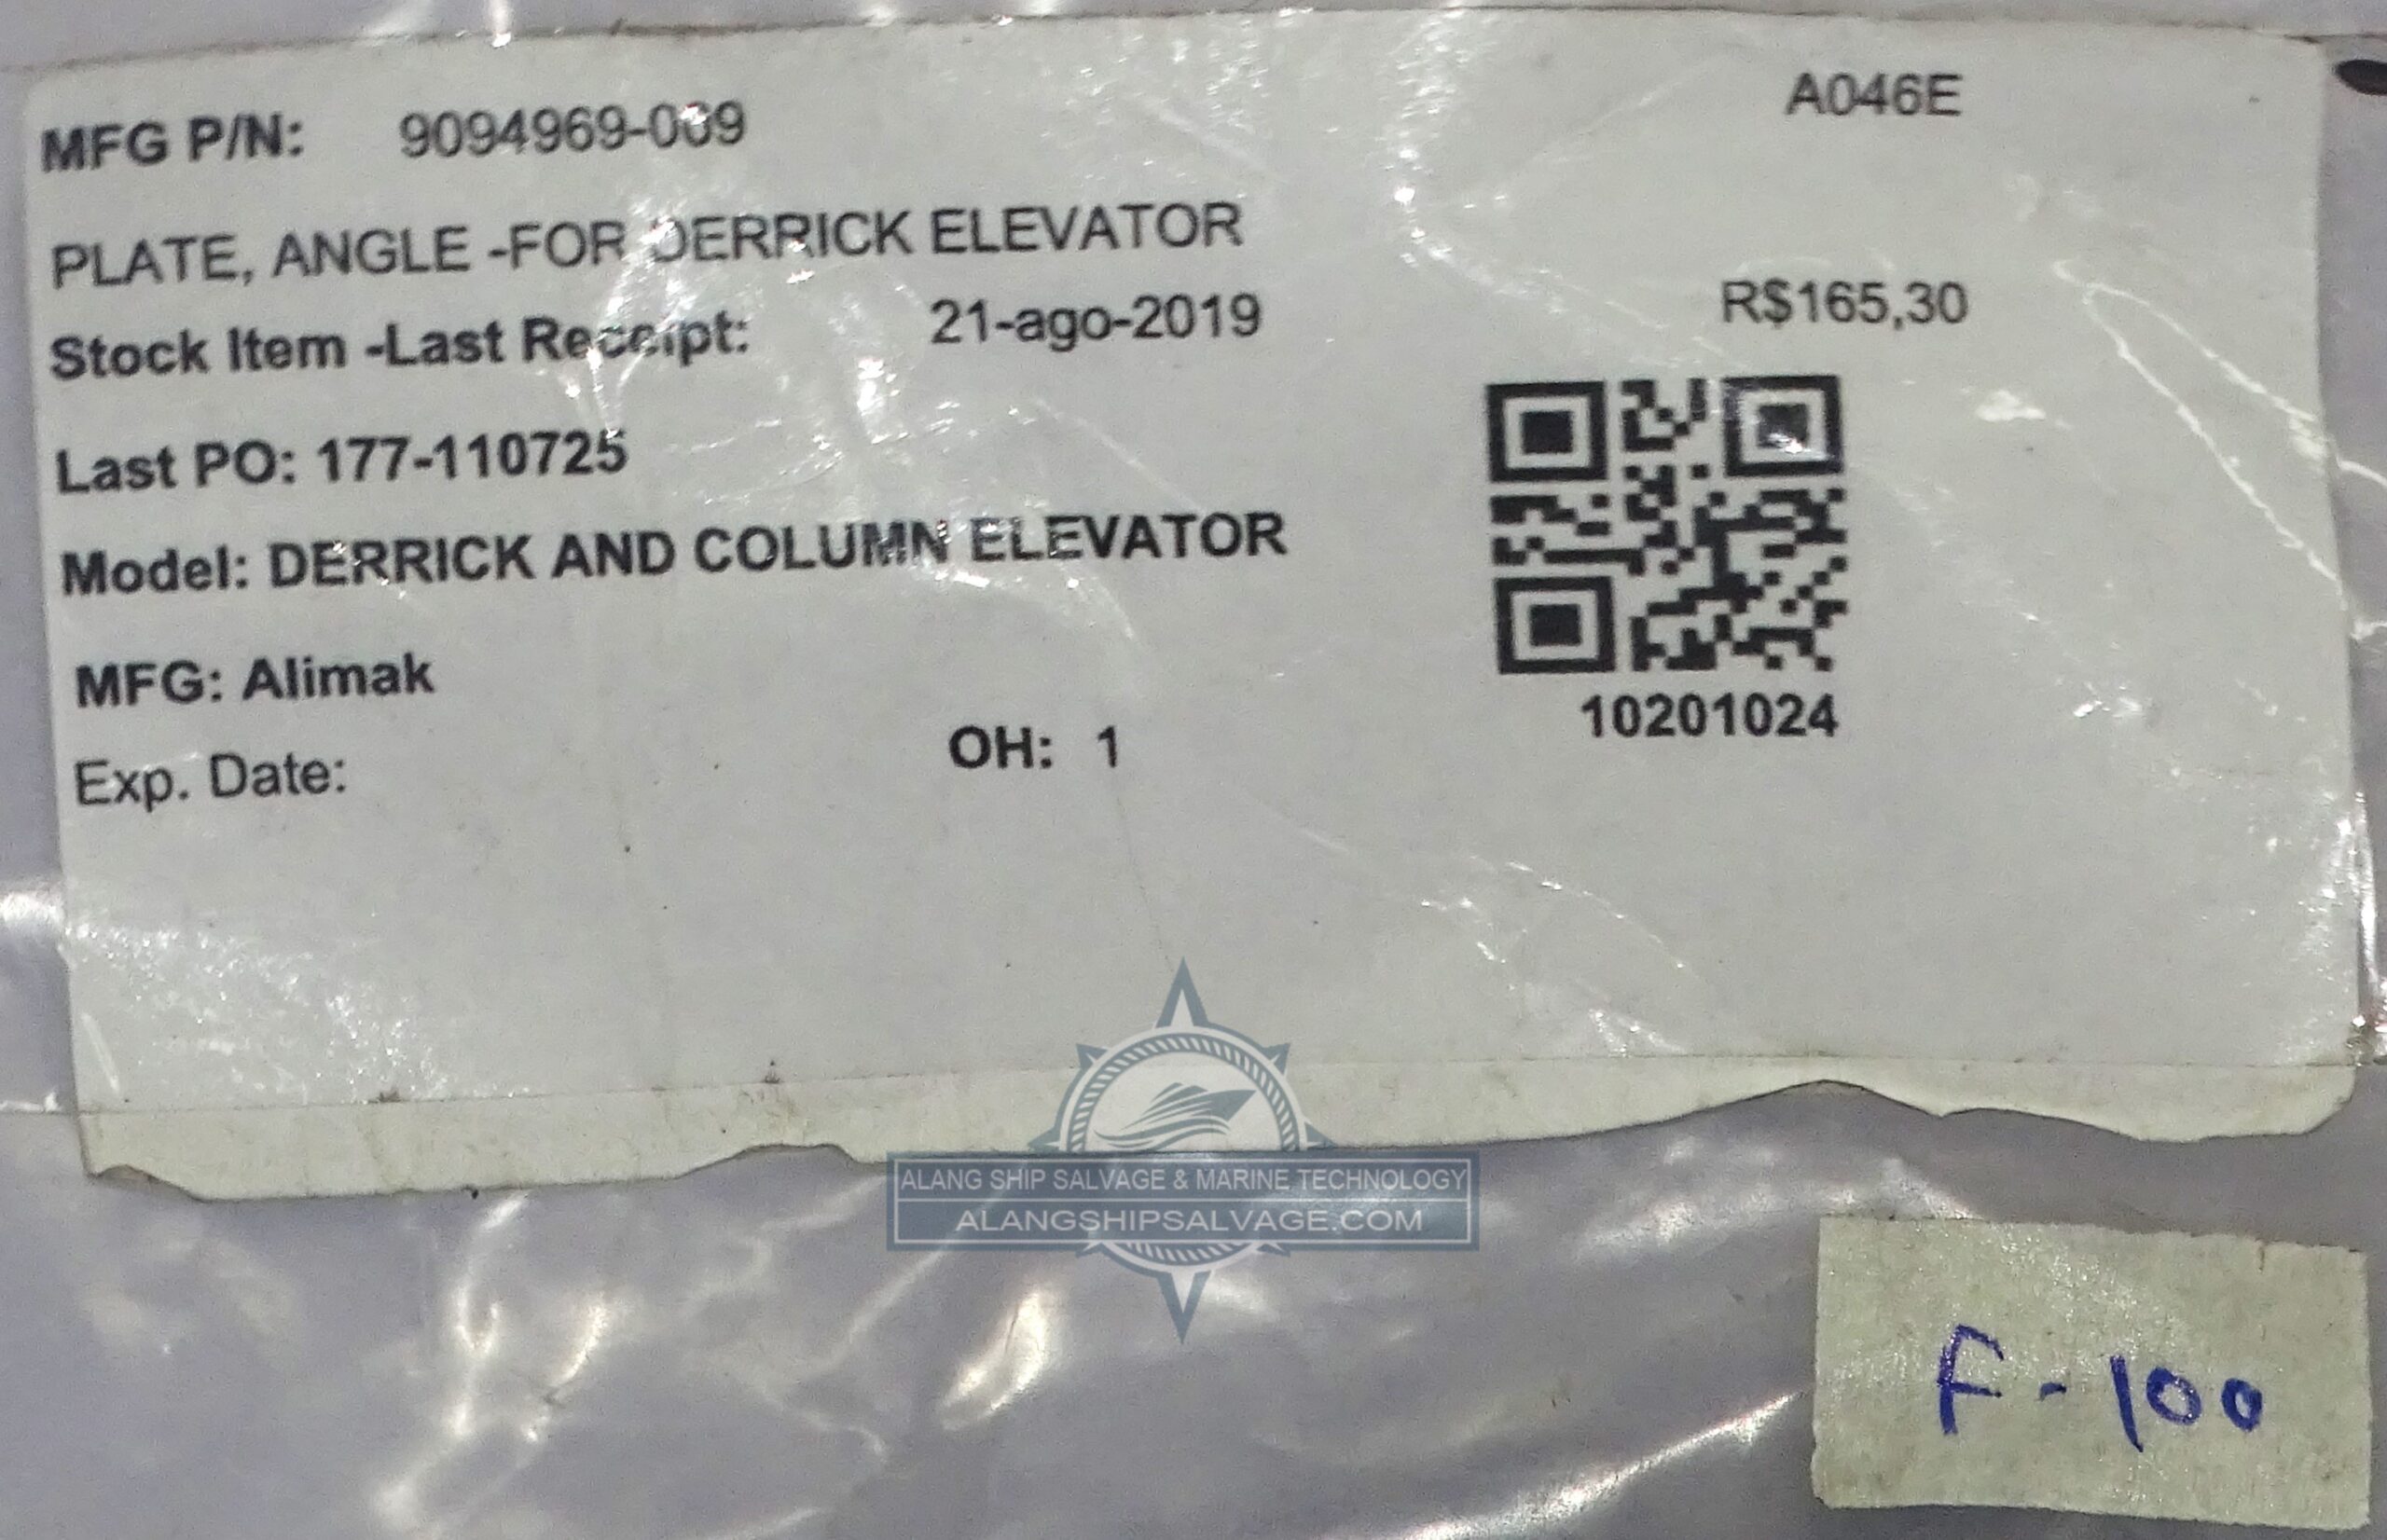 MFG P/N: 9094969-009
A046E
PLATE, ANGLE -FOR DERRICK ELEVATOR
Stock Item -Last Receipt: 21-ago-2019
R$165,30
Last PO: 177-110725
Model: DERRICK AND COLUMN ELEVATOR
MFG: Alimak
10201024
Exp. Date:
OH: 1
ALANG SHIP SALVAGE & MARINE TECHNOLOGY
ALANGSHIPSALVAGE.COM
F-100